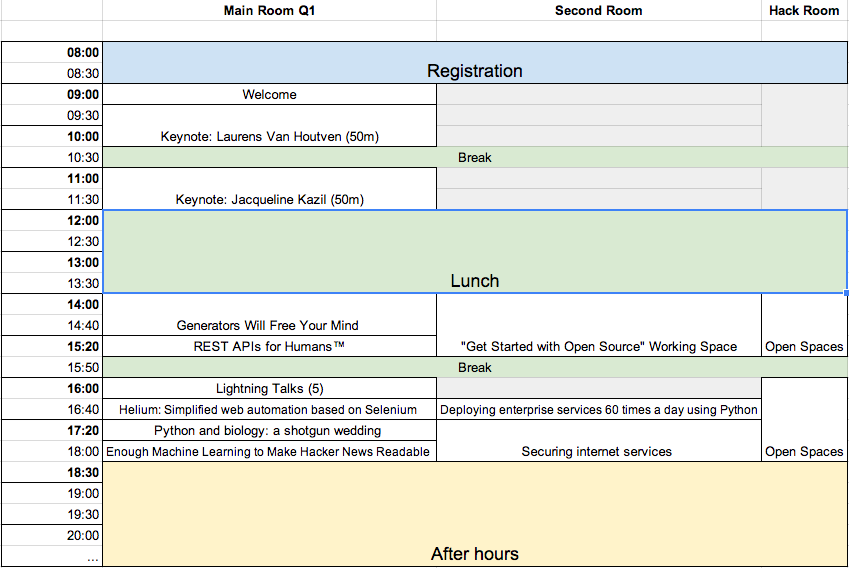 Main Room Q1 Second Room Hack Room
08:00
08:30 Registration
09:00 Welcome
09:30
10:00 Keynote: Laurens Van Houtven (50m)
10:30 Break
11:00
11:30 Keynote: Jacqueline Kazil (50m)
12:00
12:30
13:00
13:30 Lunch
14:00
14:40 Generators Will Free Your Mind
15:20 REST APIs for Humans™ "Get Started with Open Source" Working Space Open Spaces
15:50 Break
16:00 Lightning Talks (5)
16:40 Helium: Simplified web automation based on Selenium Deploying enterprise services 60 times a day using Python
17:20 Python and biology: a shotgun wedding
18:00 Enough Machine Learning to Make Hacker News Readable Securing internet services Open Spaces
18:30
19:00
19:30
20:00
... After hours